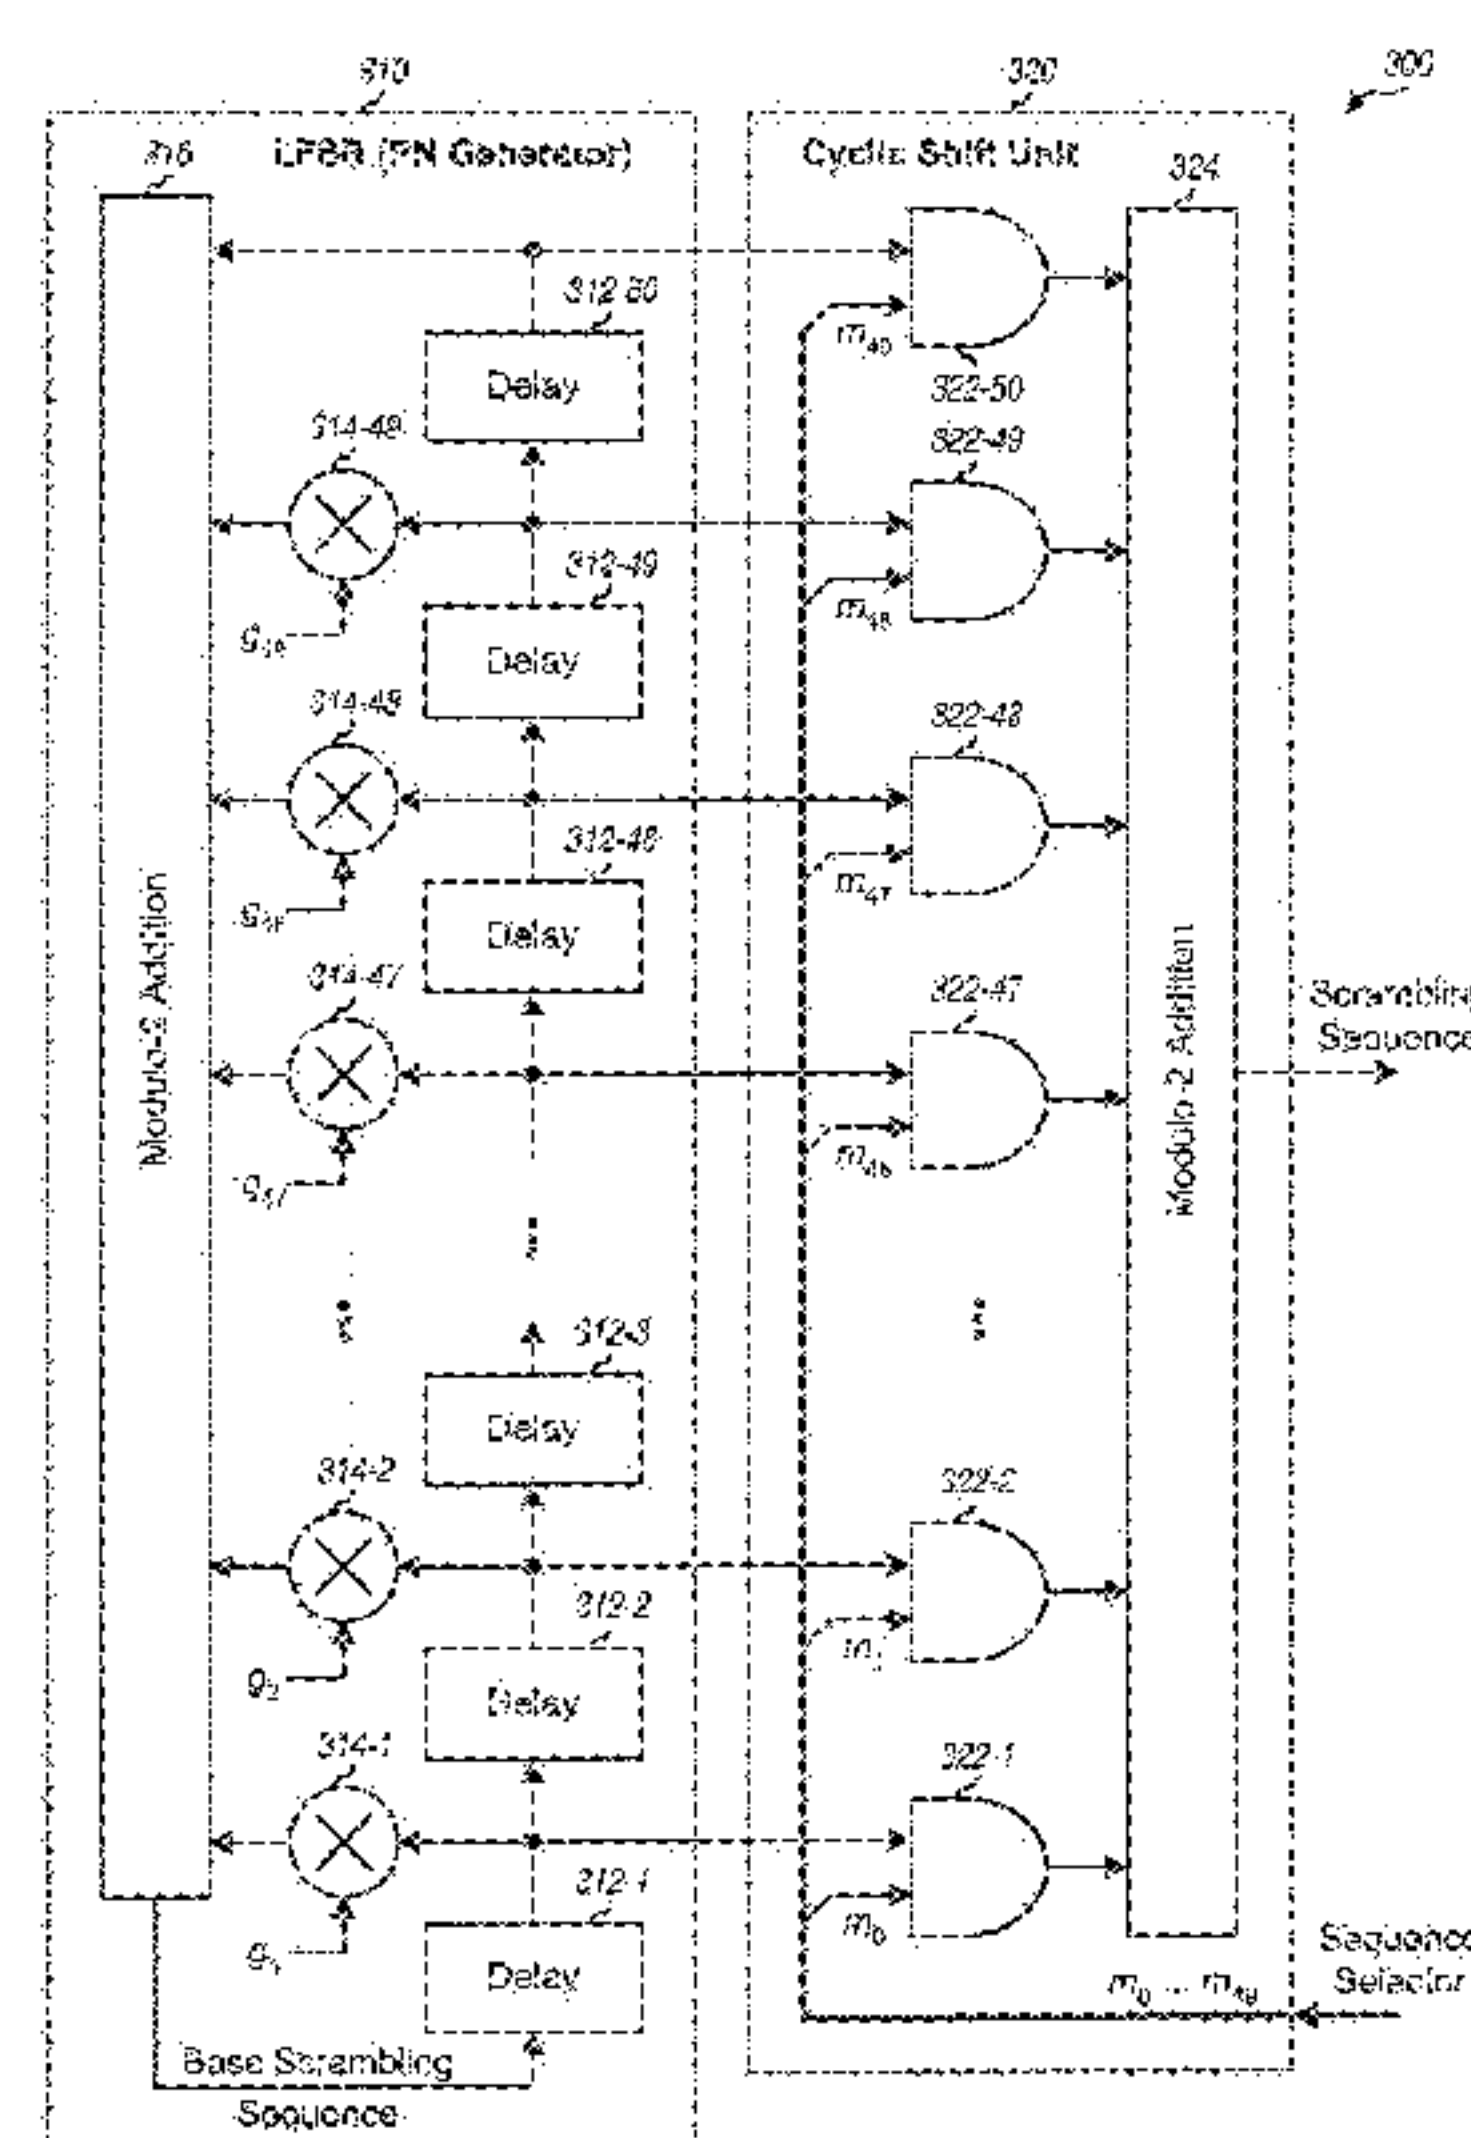 310
320
300
316
LFSR (PN Generator)
Cyclic Shift Unit
324
312-50
Delay
m49
322-50
314-49
322-49
312-49
g49
Delay
m48
314-48
322-48
312-48
g48
Delay
m47
314-47
322-47
Modulo-2 Addition
Modulo-2 Addition
Scrambling
Sequence
g47
m46
312-3
Delay
314-2
322-2
312-2
g2
Delay
m1
314-1
322-1
312-1
g1
Delay
m0
m0 ... m49
Sequence
Selector
Base Scrambling
Sequence